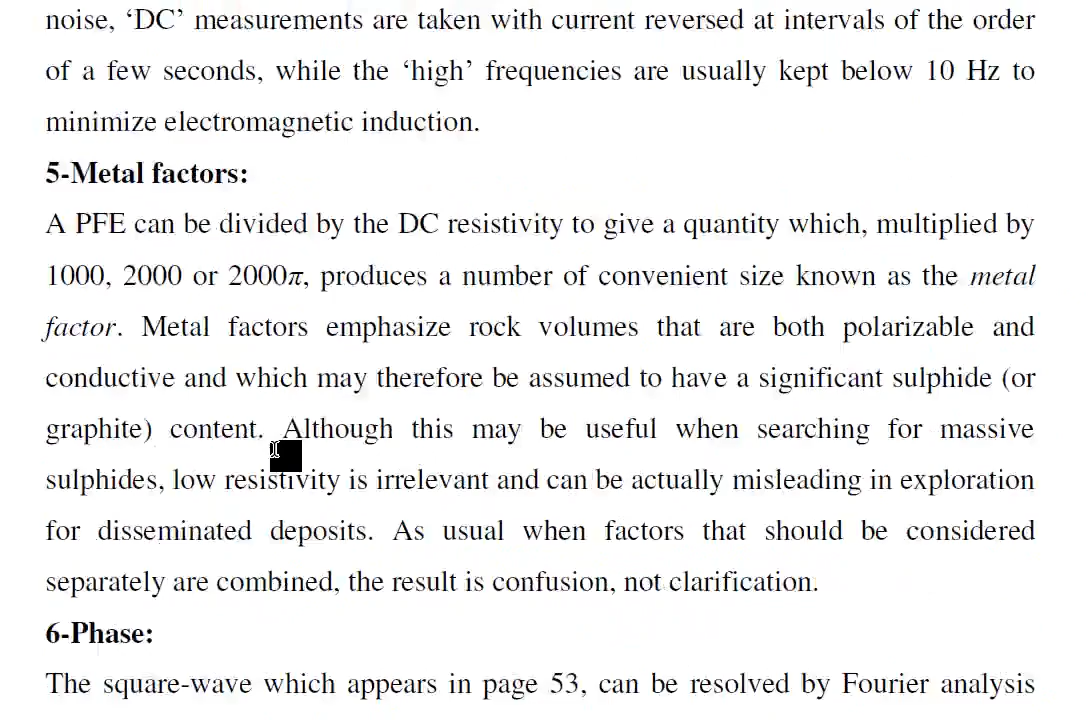 noise, ‘DC’ measurements are taken with current reversed at intervals of the order
of a few seconds, while the ‘high’ frequencies are usually kept below 10 Hz to
minimize electromagnetic induction.
5-Metal factors:
A PFE can be divided by the DC resistivity to give a quantity which, multiplied by
1000, 2000 or 2000π, produces a number of convenient size known as the metal
factor. Metal factors emphasize rock volumes that are both polarizable and
conductive and which may therefore be assumed to have a significant sulphide (or
graphite) content. Although this may be useful when searching for massive
sulphides, low resistivity is irrelevant and can be actually misleading in exploration
for disseminated deposits. As usual when factors that should be considered
separately are combined, the result is confusion, not clarification.
6-Phase:
The square-wave which appears in page 53, can be resolved by Fourier analysis